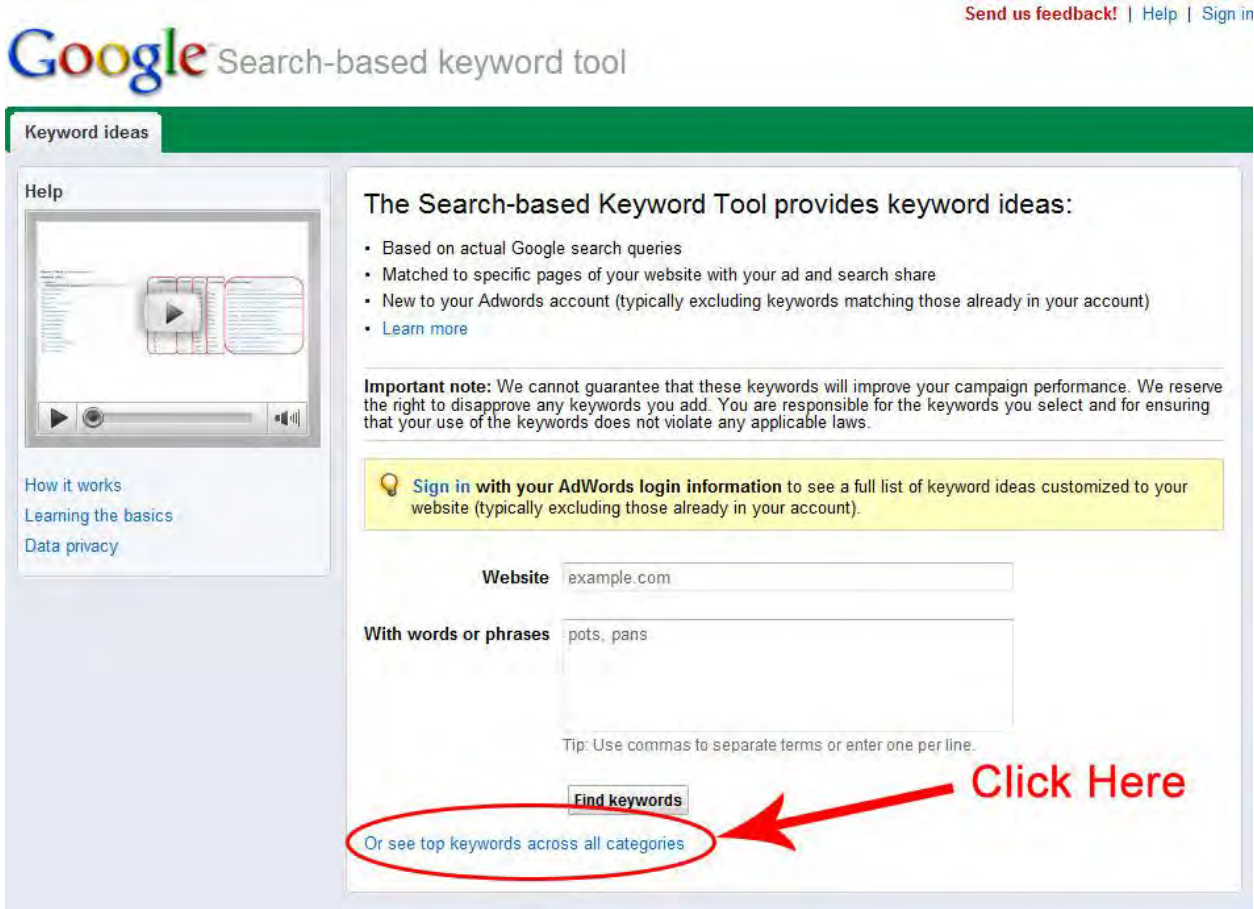 Send us feedback! | Help | Sign in
Google Search-based keyword tool
Keyword ideas
Help
How it works
Learning the basics
Data privacy
The Search-based Keyword Tool provides keyword ideas:
• Based on actual Google search queries
• Matched to specific pages of your website with your ad and search share
• New to your Adwords account (typically excluding keywords matching those already in your account)
• Learn more
Important note: We cannot guarantee that these keywords will improve your campaign performance. We reserve
the right to disapprove any keywords you add. You are responsible for the keywords you select and for ensuring
that your use of the keywords does not violate any applicable laws.
Sign in with your AdWords login information to see a full list of keyword ideas customized to your
website (typically excluding those already in your account).
Website example.com
With words or phrases pots, pans
Tip: Use commas to separate terms or enter one per line.
Click Here
Find keywords
Or see top keywords across all categories